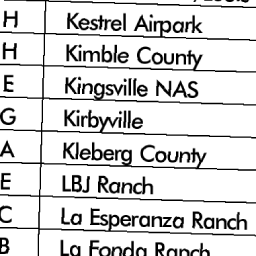 H Kestrel Airpark
H Kimble County
E Kingsville NAS
G Kirbyville
A Kleberg County
E LBJ Ranch
C La Esperanza Ranch
B La Fonda Ranch